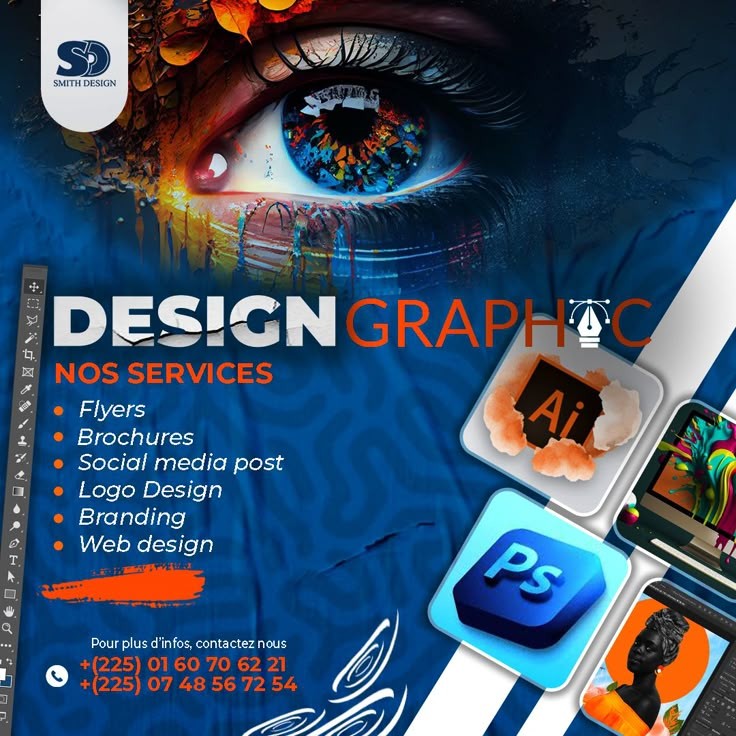 SD
SMITH DESIGN
DESIGN GRAPHIC
NOS SERVICES
Flyers
Brochures
Social media post
Logo Design
Branding
Web design
Ai
Ps
Pour plus d'infos, contactez nous
+(225) 01 60 70 62 21
+(225) 07 48 56 72 54